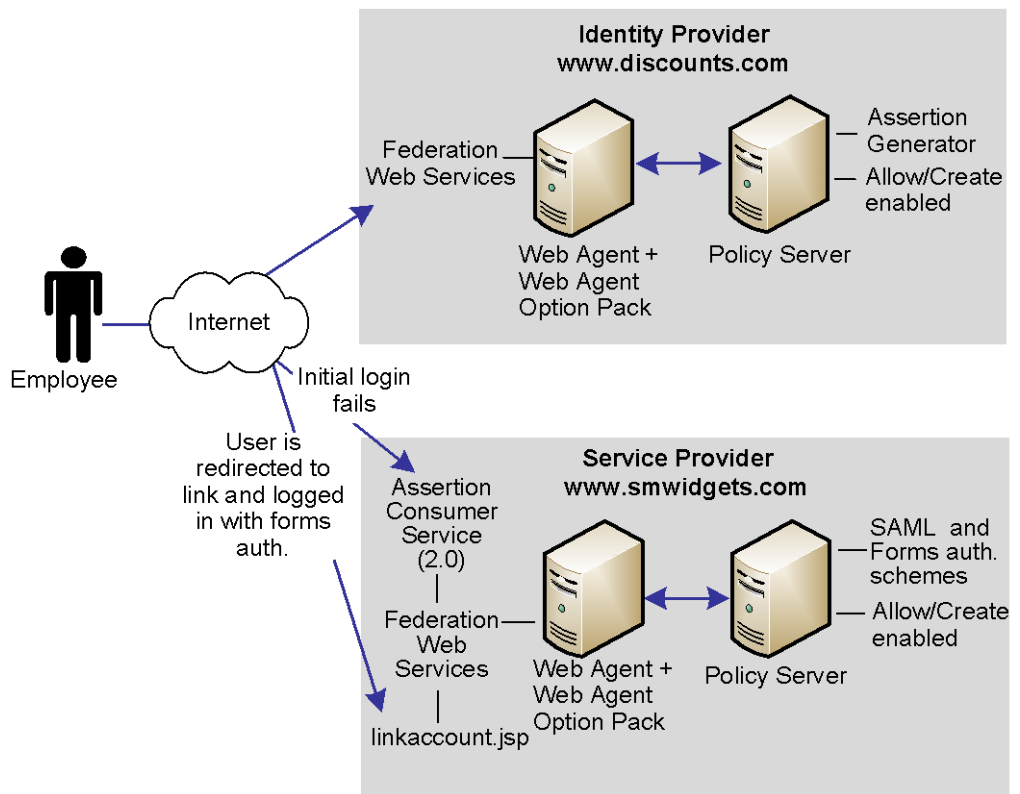 Identity Provider
www.discounts.com
Federation
Web Services
Assertion
Generator
Allow/Create
enabled
Web Agent +
Web Agent
Option Pack
Policy Server
Internet
Employee
Initial login
fails
User is
redirected to
link and logged
in with forms
auth.
Service Provider
www.smwidgets.com
Assertion
Consumer
Service
(2.0)
Federation
Web
Services
linkaccount.jsp
SAML and
Forms auth.
schemes
Allow/Create
enabled
Web Agent +
Web Agent
Option Pack
Policy Server